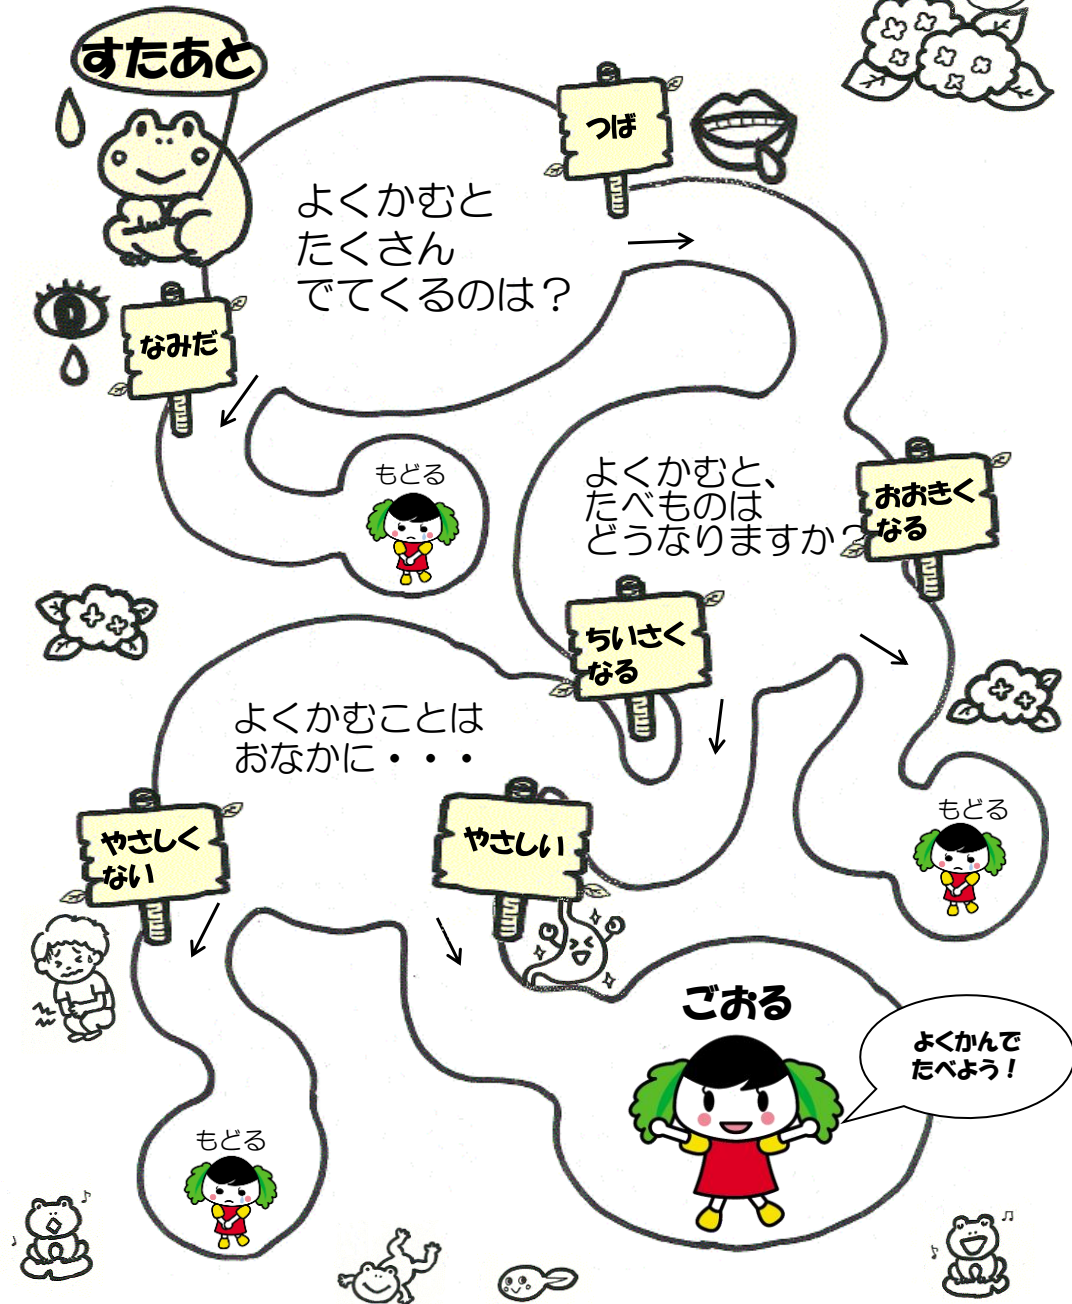 すたあと
つば
よくかむと
たくさん
でてくるのは？
なみだ
もどる
よくかむと、
たべものは
どうなりますか？
おおきく
なる
ちいさく
なる
もどる
よくかむことは
おなかに・・・
やさしく
ない
やさしい
もどる
ごおる
よくかんで
たべよう！